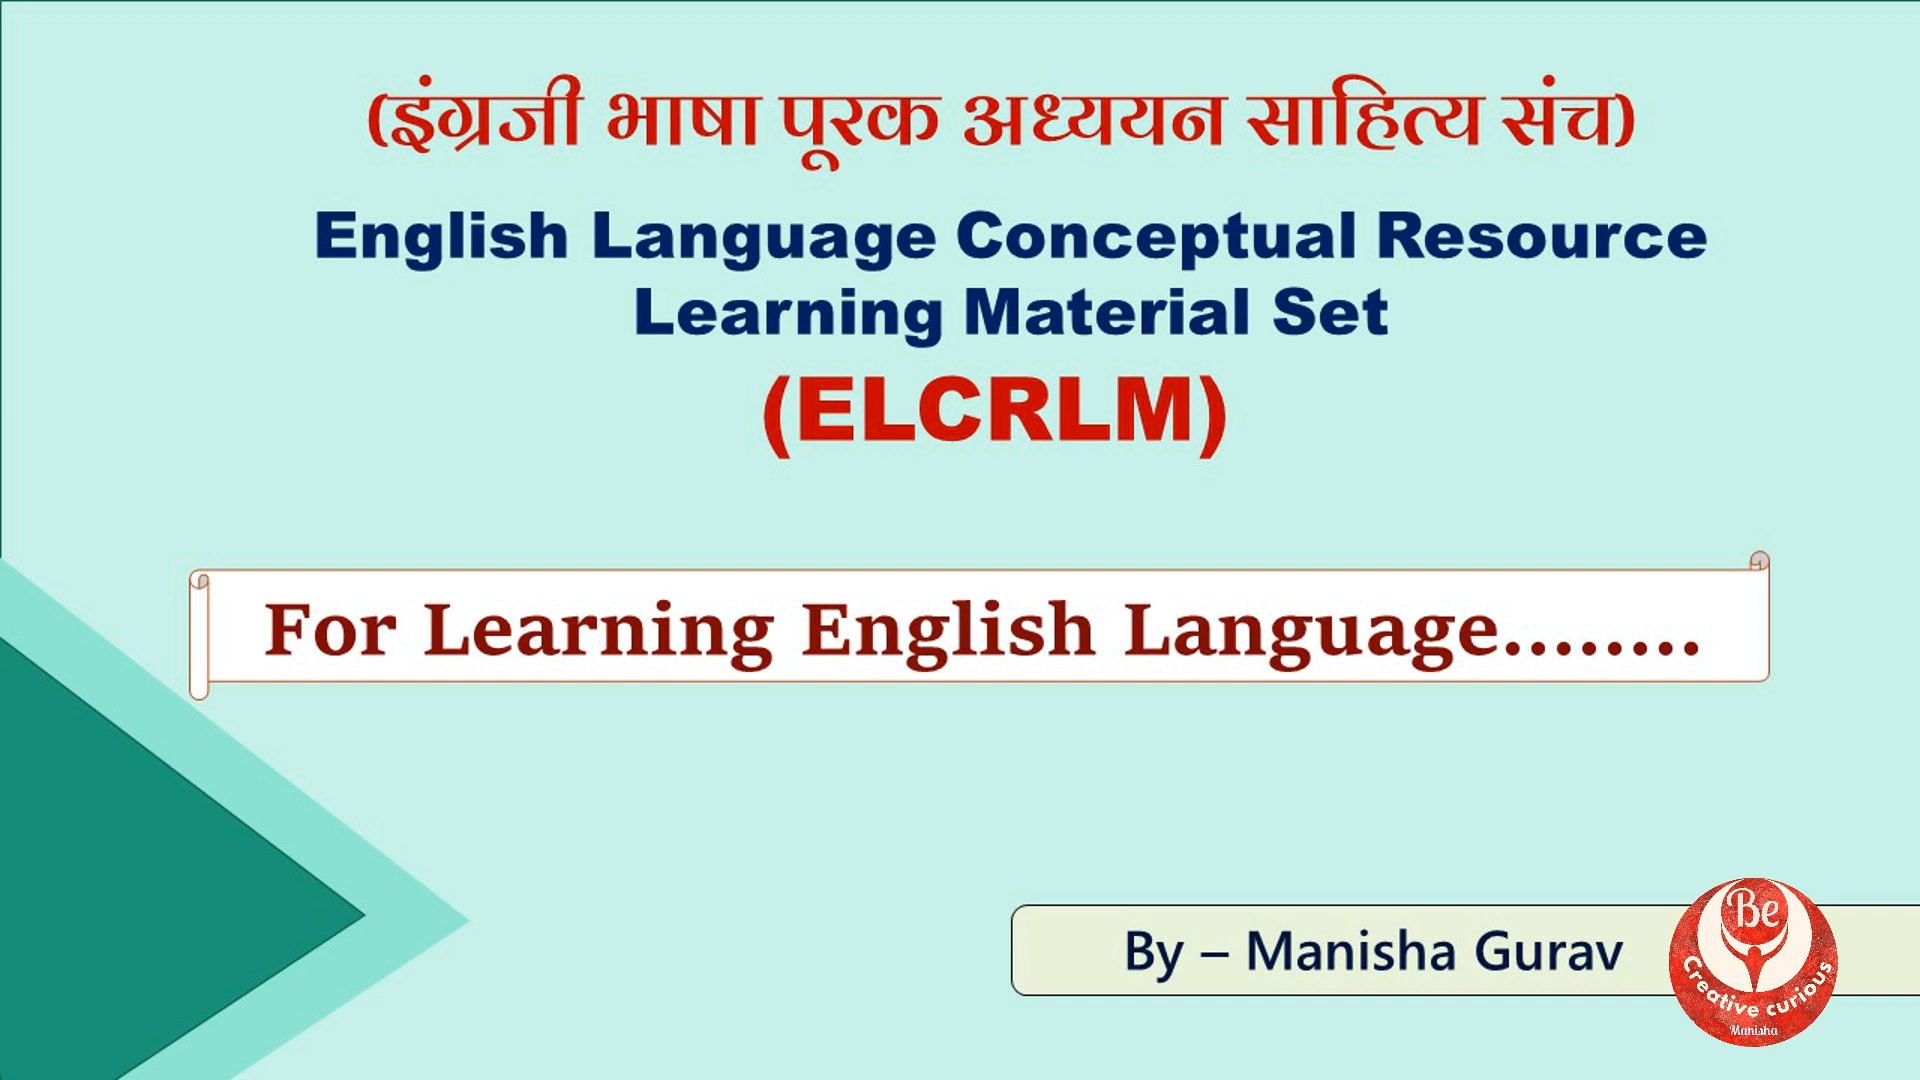 (इंग्रजी भाषा पूरक अध्ययन साहित्य संच)
English Language Conceptual Resource
Learning Material Set
(ELCRLM)
For Learning English Language........
By – Manisha Gurav
Be
Creative curious
Manisha